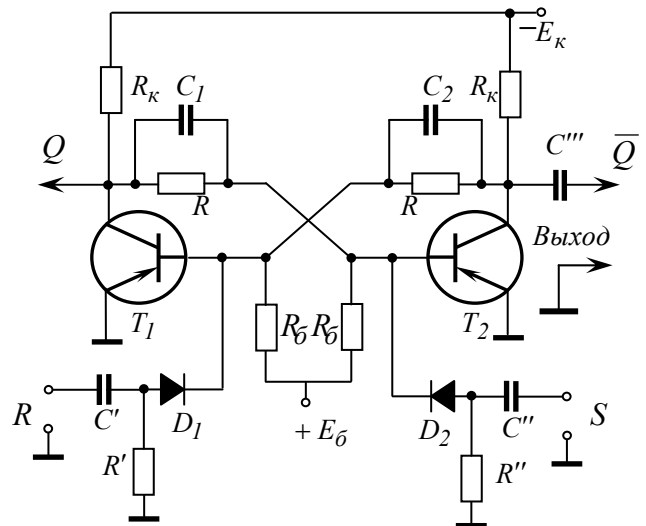 −Eк
Rк C1 C2 Rк
Q C''' Q̅
R R
Выход
T1 Rб Rб T2
R C' D1 + Eб D2 C'' S
R' R''